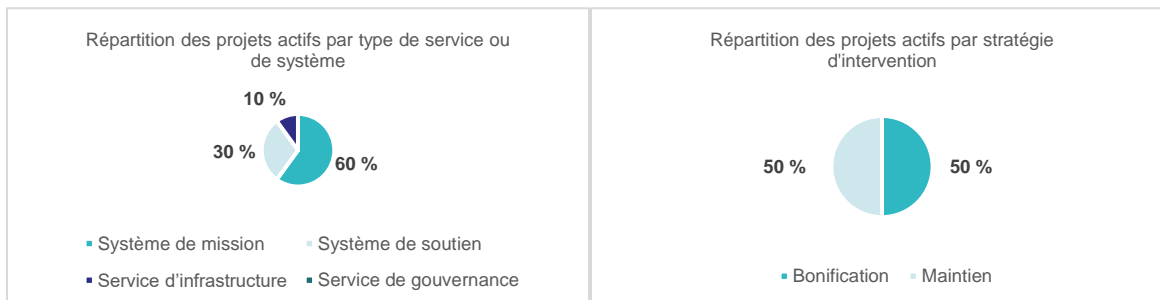 Répartition des projets actifs par type de service ou
de système
10 %
30 %
60 %
Système de mission
Système de soutien
Service d’infrastructure
Service de gouvernance
Répartition des projets actifs par stratégie
d'intervention
50 %
50 %
Bonification
Maintien